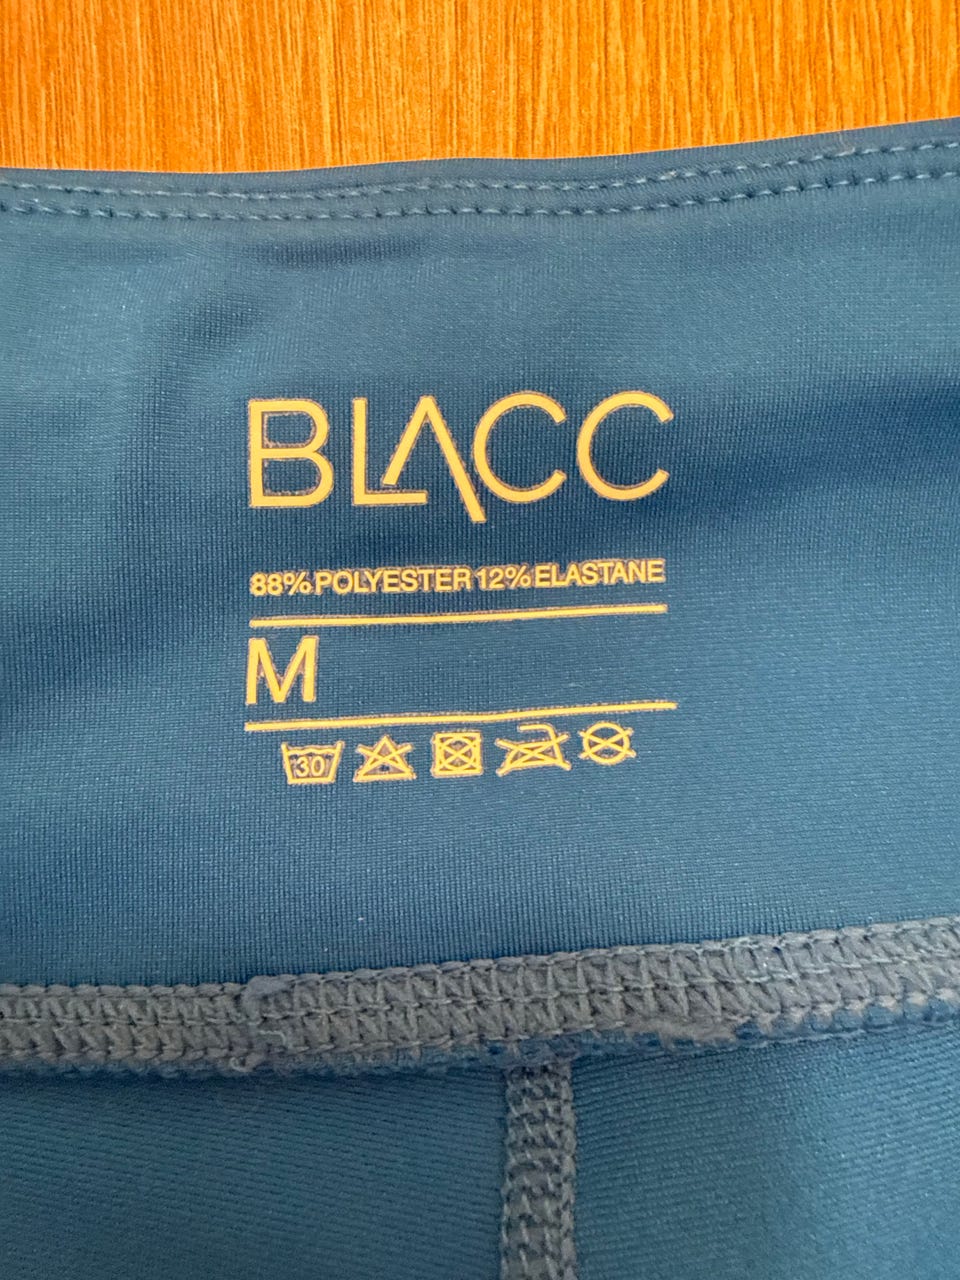 BLACC
88% POLYESTER 12% ELASTANE
M
30